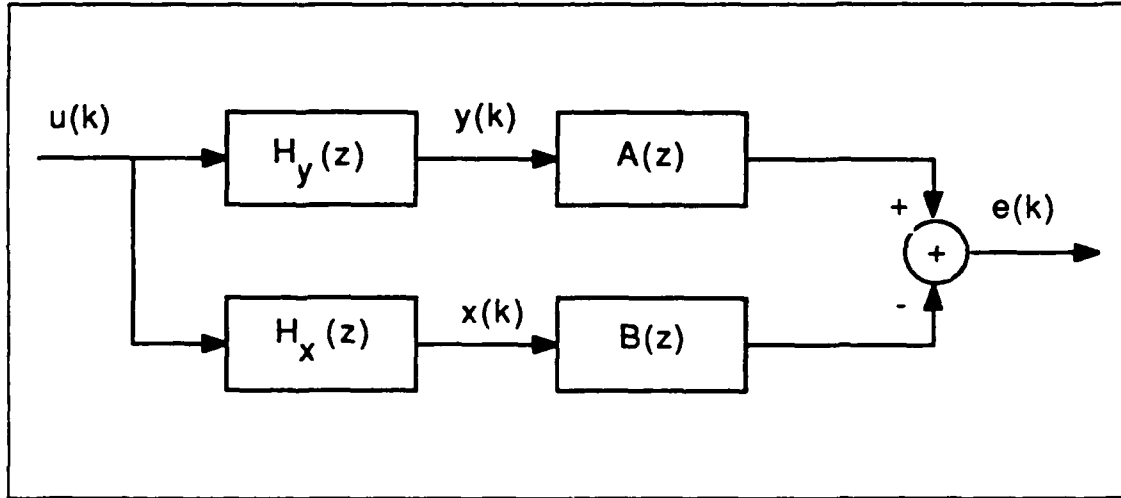 u(k)
H_y(z)
y(k)
A(z)
+
e(k)
+
-
H_x(z)
x(k)
B(z)